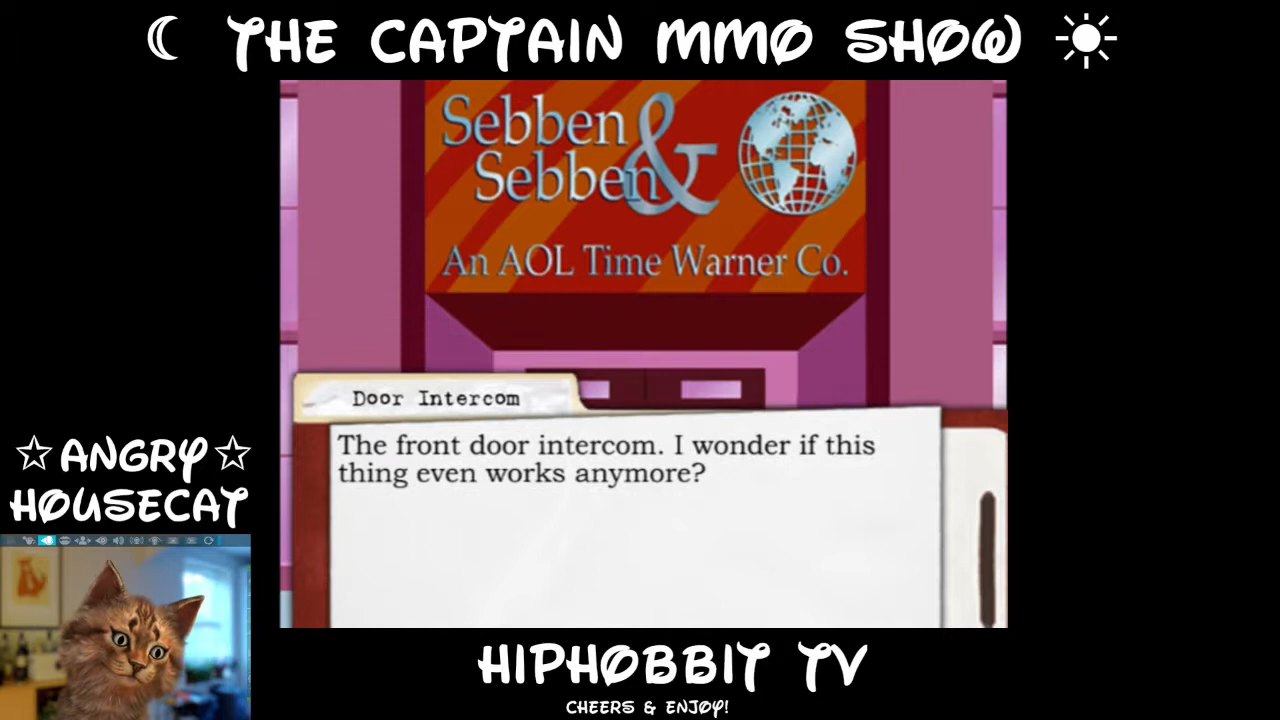 ☾ THE CAPTAIN MMO SHOW ☀
Sebben &
Sebben
An AOL Time Warner Co.
Door Intercom
The front door intercom. I wonder if this
thing even works anymore?
☆ ANGRY ☆
HOUSECAT
HIPHOBBIT TV
CHEERS & ENJOY!